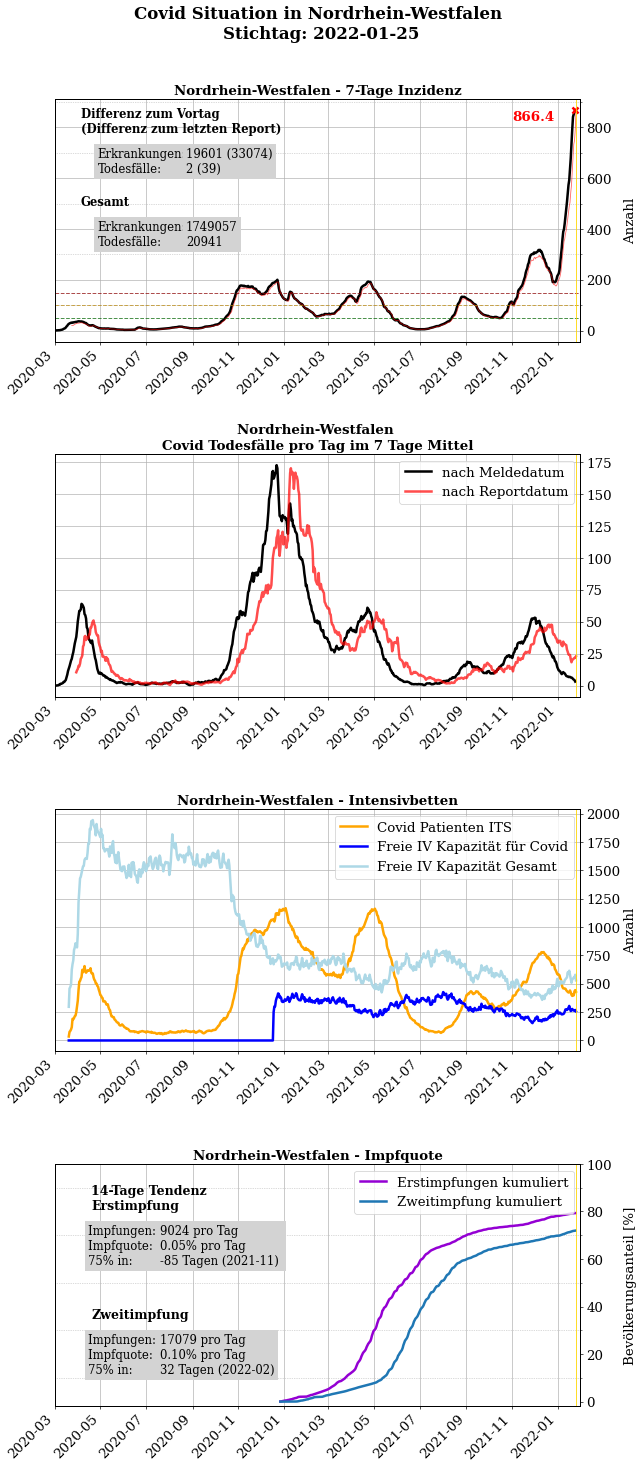 Covid Situation in Nordrhein-Westfalen
Stichtag: 2022-01-25
Nordrhein-Westfalen - 7-Tage Inzidenz
Differenz zum Vortag
(Differenz zum letzten Report)
Erkrankungen 19601 (33074)
Todesfälle: 2 (39)
Gesamt
Erkrankungen 1749057
Todesfälle: 20941
866.4
800
600
400
200
0
Anzahl
2020-03
2020-05
2020-07
2020-09
2020-11
2021-01
2021-03
2021-05
2021-07
2021-09
2021-11
2022-01
Nordrhein-Westfalen
Covid Todesfälle pro Tag im 7 Tage Mittel
nach Meldedatum
nach Reportdatum
175
150
125
100
75
50
25
0
2020-03
2020-05
2020-07
2020-09
2020-11
2021-01
2021-03
2021-05
2021-07
2021-09
2021-11
2022-01
Nordrhein-Westfalen - Intensivbetten
Covid Patienten ITS
Freie IV Kapazität für Covid
Freie IV Kapazität Gesamt
2000
1750
1500
1250
1000
750
500
250
0
Anzahl
2020-03
2020-05
2020-07
2020-09
2020-11
2021-01
2021-03
2021-05
2021-07
2021-09
2021-11
2022-01
Nordrhein-Westfalen - Impfquote
14-Tage Tendenz
Erstimpfung
Impfungen: 9024 pro Tag
Impfquote: 0.05% pro Tag
75% in: -85 Tagen (2021-11)
Zweitimpfung
Impfungen: 17079 pro Tag
Impfquote: 0.10% pro Tag
75% in: 32 Tagen (2022-02)
Erstimpfungen kumuliert
Zweitimpfung kumuliert
100
80
60
40
20
0
Bevölkerungsanteil [%]
2020-03
2020-05
2020-07
2020-09
2020-11
2021-01
2021-03
2021-05
2021-07
2021-09
2021-11
2022-01